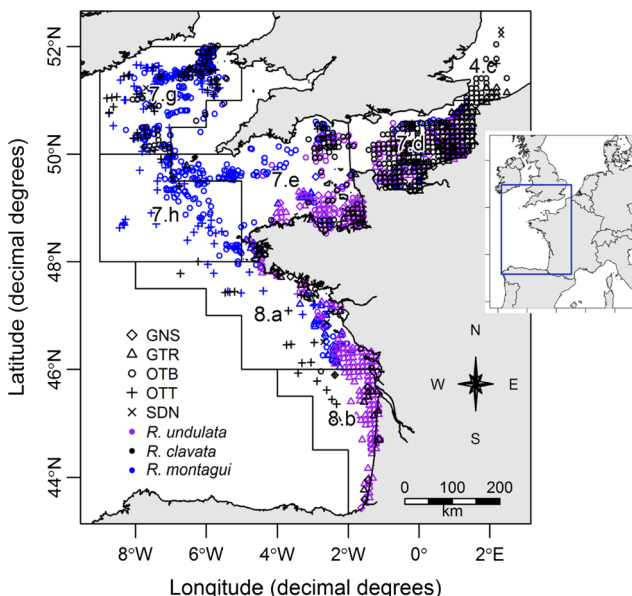 52°N
50°N
48°N
46°N
44°N
Latitude (decimal degrees)
8°W
6°W
4°W
2°W
0°
2°E
Longitude (decimal degrees)
4.c
7.g
7.d
7.e
7.h
8.a
8.b
GNS
GTR
OTB
OTT
SDN
R. undulata
R. clavata
R. montagui
N
W
E
S
0
100
200
km